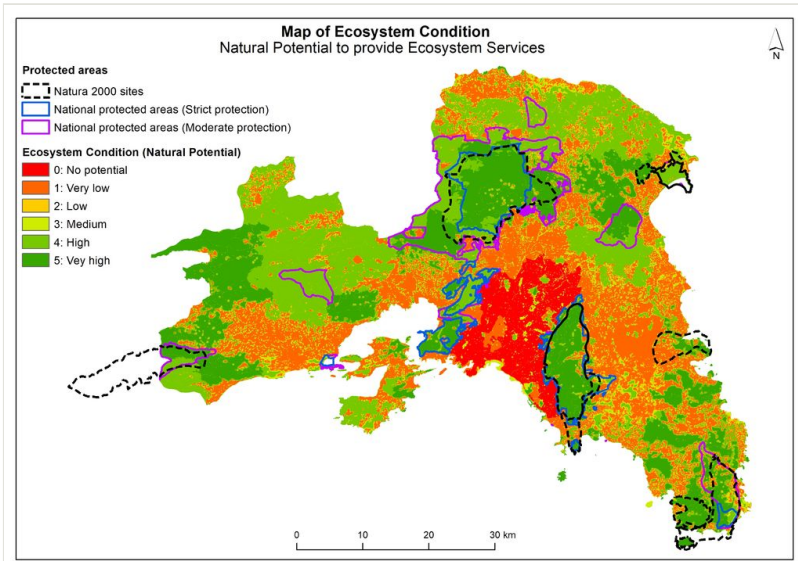 Map of Ecosystem Condition
Natural Potential to provide Ecosystem Services
N
Protected areas
Natura 2000 sites
National protected areas (Strict protection)
National protected areas (Moderate protection)
Ecosystem Condition (Natural Potential)
0: No potential
1: Very low
2: Low
3: Medium
4: High
5: Vey high
0 10 20 30 km